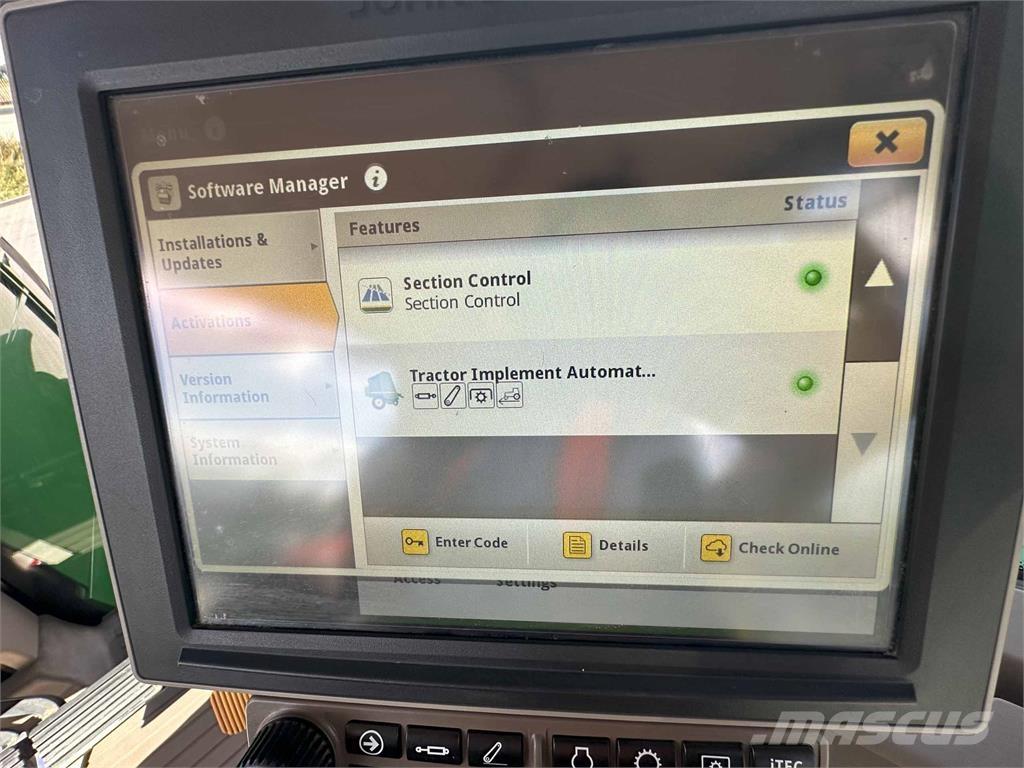 Menu
Software Manager
Installations &
Updates
Activations
Version
Information
System
Information
Features
Status
Section Control
Section Control
Tractor Implement Automat...
Enter Code
Details
Check Online
Access
Settings
iTEC
mascus